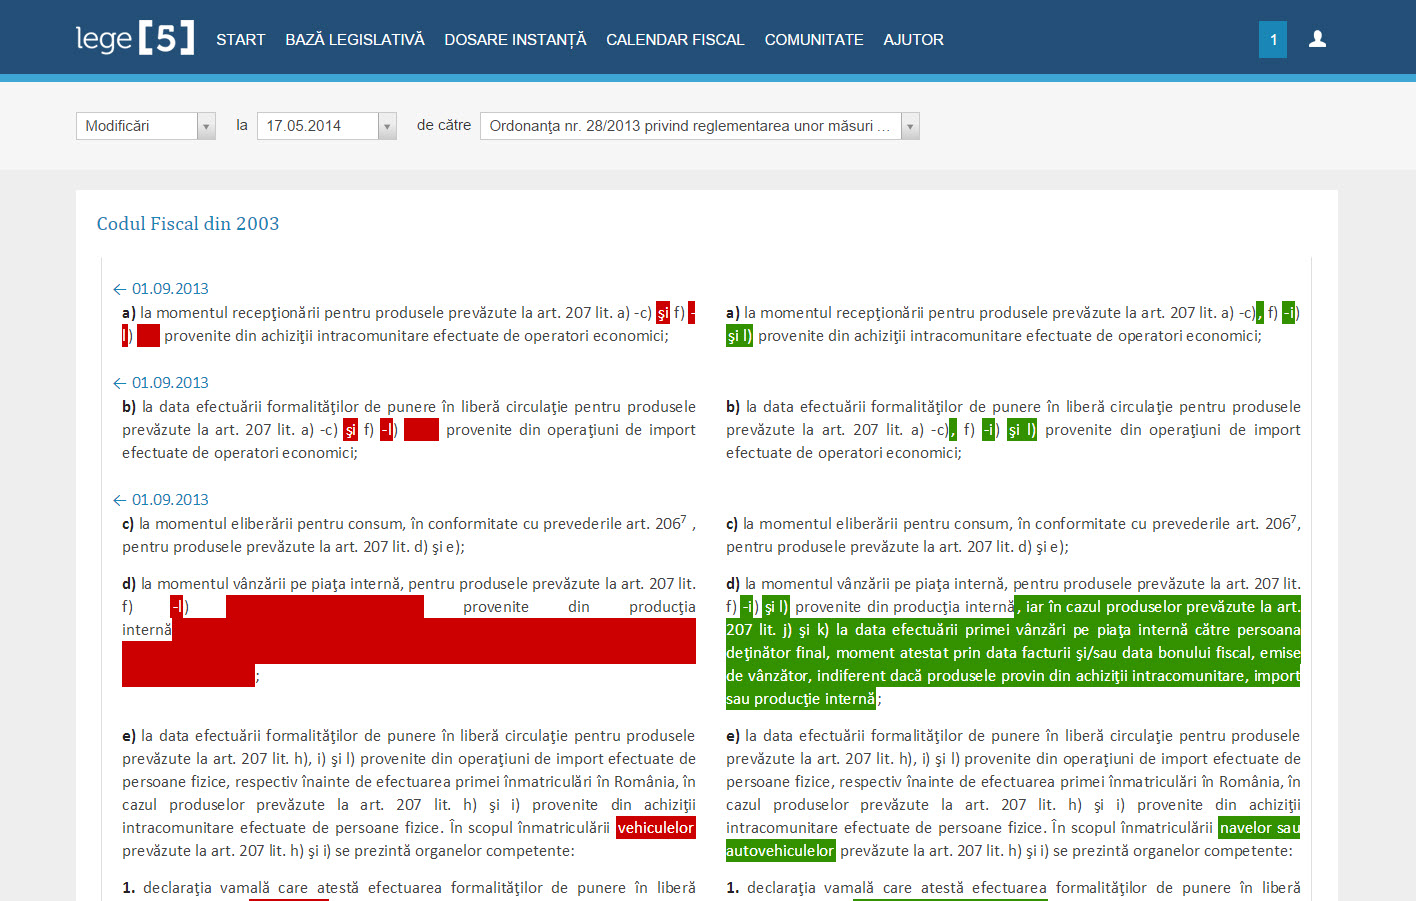 lege[5] START BAZĂ LEGISLATIVĂ DOSARE INSTANȚĂ CALENDAR FISCAL COMUNITATE AJUTOR 1
Modificări la 17.05.2014 de către Ordonanţa nr. 28/2013 privind reglementarea unor măsuri ...
Codul Fiscal din 2003
← 01.09.2013
a) la momentul recepţionării pentru produsele prevăzute la art. 207 lit. a) -c) şi f) -
l) provenite din achiziţii intracomunitare efectuate de operatori economici;
← 01.09.2013
b) la data efectuării formalităţilor de punere în liberă circulaţie pentru produsele
prevăzute la art. 207 lit. a) -c) şi f) -l) provenite din operaţiuni de import
efectuate de operatori economici;
← 01.09.2013
c) la momentul eliberării pentru consum, în conformitate cu prevederile art. 206⁷ ,
pentru produsele prevăzute la art. 207 lit. d) şi e);
d) la momentul vânzării pe piaţa internă, pentru produsele prevăzute la art. 207 lit.
f) -l) provenite din producţia
internă
;
e) la data efectuării formalităţilor de punere în liberă circulaţie pentru produsele
prevăzute la art. 207 lit. h), i) şi l) provenite din operaţiuni de import efectuate de
persoane fizice, respectiv înainte de efectuarea primei înmatriculări în România, în
cazul produselor prevăzute la art. 207 lit. h) şi i) provenite din achiziţii
intracomunitare efectuate de persoane fizice. În scopul înmatriculării vehiculelor
prevăzute la art. 207 lit. h) şi i) se prezintă organelor competente:
1. declaraţia vamală care atestă efectuarea formalităţilor de punere în liberă
a) la momentul recepţionării pentru produsele prevăzute la art. 207 lit. a) -c), f) -i)
şi l) provenite din achiziţii intracomunitare efectuate de operatori economici;
b) la data efectuării formalităţilor de punere în liberă circulaţie pentru produsele
prevăzute la art. 207 lit. a) -c), f) -i) şi l) provenite din operaţiuni de import
efectuate de operatori economici;
c) la momentul eliberării pentru consum, în conformitate cu prevederile art. 206⁷,
pentru produsele prevăzute la art. 207 lit. d) şi e);
d) la momentul vânzării pe piaţa internă, pentru produsele prevăzute la art. 207 lit.
f) -i) şi l) provenite din producţia internă, iar în cazul produselor prevăzute la art.
207 lit. j) şi k) la data efectuării primei vânzări pe piaţa internă către persoana
deţinător final, moment atestat prin data facturii şi/sau data bonului fiscal, emise
de vânzător, indiferent dacă produsele provin din achiziţii intracomunitare, import
sau producţie internă;
e) la data efectuării formalităţilor de punere în liberă circulaţie pentru produsele
prevăzute la art. 207 lit. h), i) şi l) provenite din operaţiuni de import efectuate de
persoane fizice, respectiv înainte de efectuarea primei înmatriculări în România, în
cazul produselor prevăzute la art. 207 lit. h) şi i) provenite din achiziţii
intracomunitare efectuate de persoane fizice. În scopul înmatriculării navelor sau
autovehiculelor prevăzute la art. 207 lit. h) şi i) se prezintă organelor competente:
1. declaraţia vamală care atestă efectuarea formalităţilor de punere în liberă